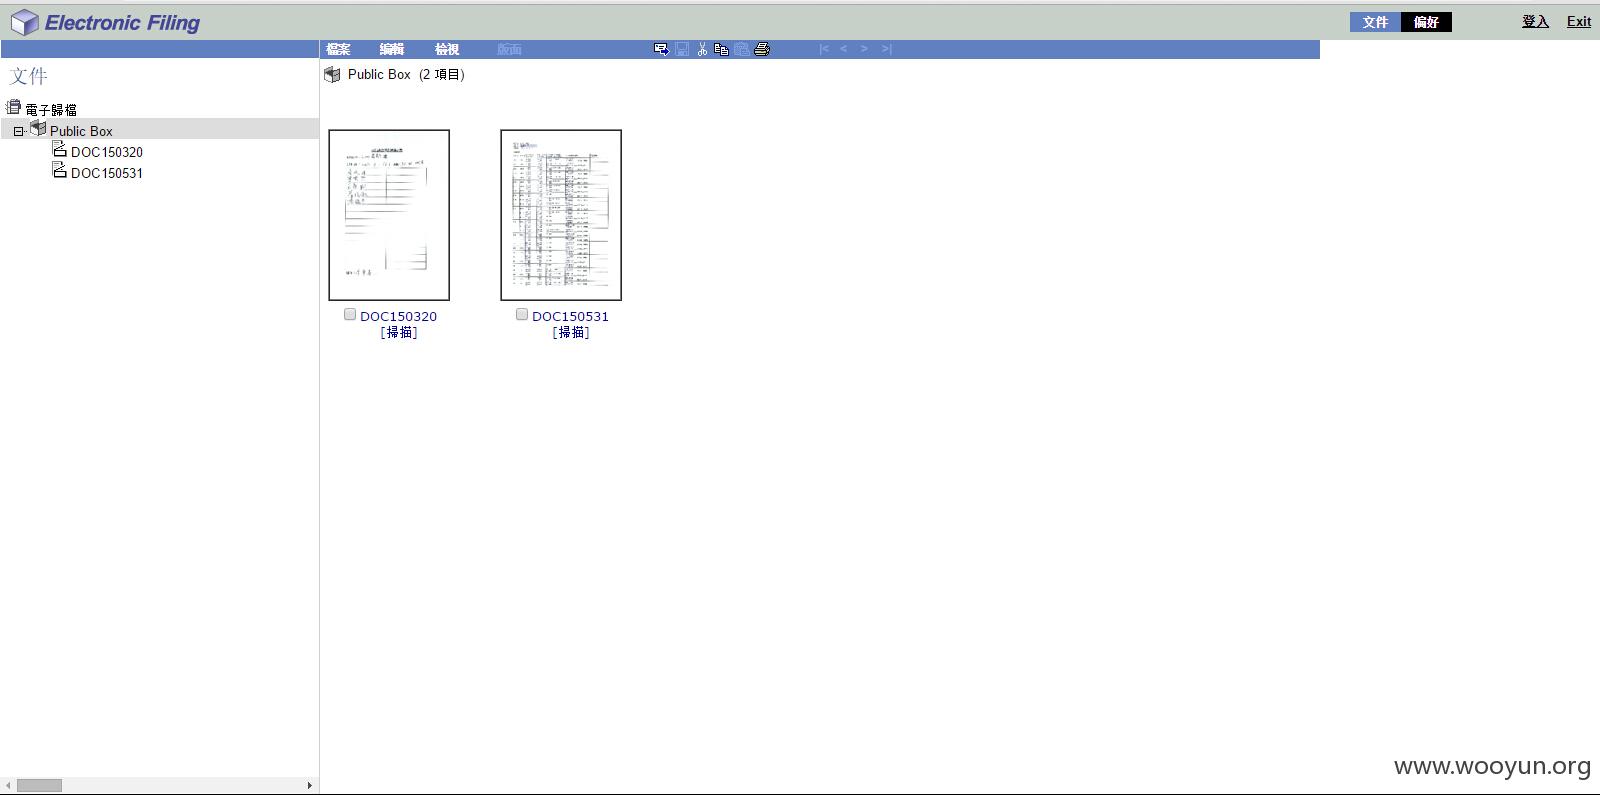 Electronic Filing
文件 偏好 登入 Exit
檔案 編輯 檢視 版面
文件
Public Box (2 項目)
電子歸檔
Public Box
DOC150320
DOC150531
DOC150320
[掃描]
DOC150531
[掃描]
www.wooyun.org